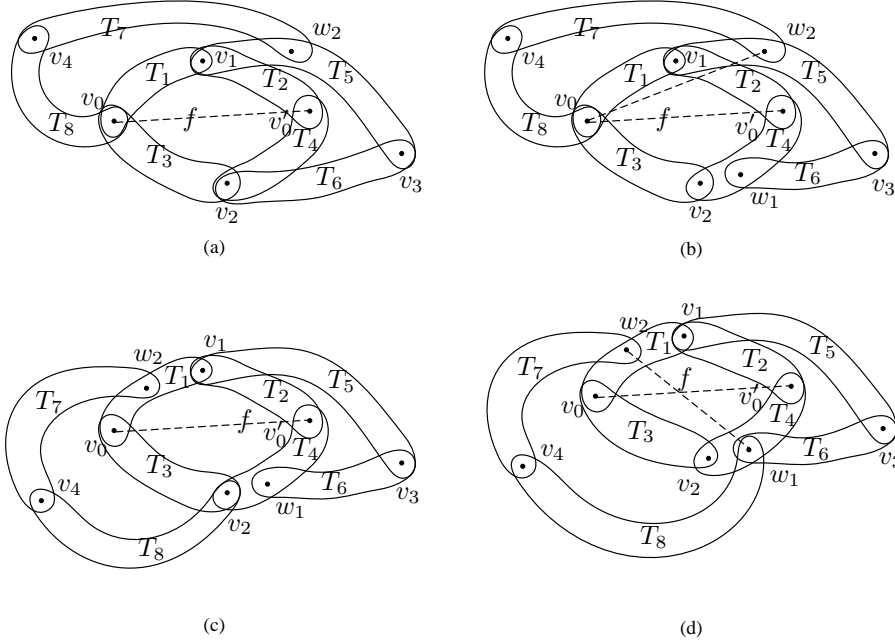 w₂
T₇
v₄
v₁
T₁
T₂
T₅
T₈
v₀
f
v₀′
T₄
T₃
T₆
v₂
v₃
(a)
w₂
T₇
v₄
v₁
T₁
T₂
T₅
T₈
v₀
f
v₀′
T₄
T₃
T₆
w₁
v₂
v₃
(b)
v₁
w₂
T₁
T₂
T₅
T₇
v₀
f
v₀′
T₄
T₃
T₆
v₄
w₁
v₂
v₃
T₈
(c)
v₁
w₂
T₁
T₂
T₅
T₇
f
v₀
v₀′
T₄
T₃
T₆
v₄
v₂
w₁
v₃
T₈
(d)